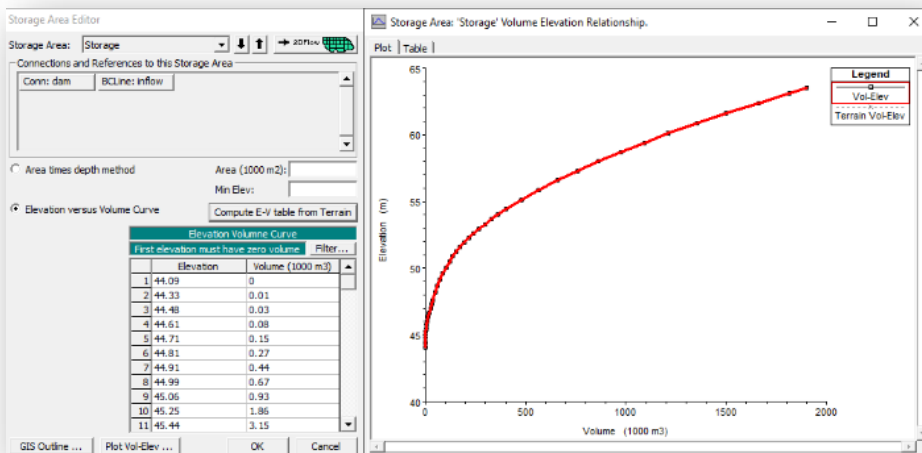 Storage Area Editor
Storage Area: Storage
2DFlow
Connections and References to this Storage Area
Conn: dam BCLine: inflow
Area times depth method Area (1000 m2):
Min Elev:
Elevation versus Volume Curve Compute E-V table from Terrain
Elevation Volumne Curve
First elevation must have zero volume Filter...
Elevation Volume (1000 m3)
1 44.09 0
2 44.33 0.01
3 44.48 0.03
4 44.61 0.08
5 44.71 0.15
6 44.81 0.27
7 44.91 0.44
8 44.99 0.67
9 45.06 0.93
10 45.25 1.86
11 45.44 3.15
GIS Outline ... Plot Vol-Elev ... OK Cancel
Storage Area: 'Storage' Volume Elevation Relationship.
Plot Table
65
60
55
50
45
40
Elevation (m)
0 500 1000 1500 2000
Volume (1000 m3)
Legend
Vol-Elev
Terrain Vol-Elev